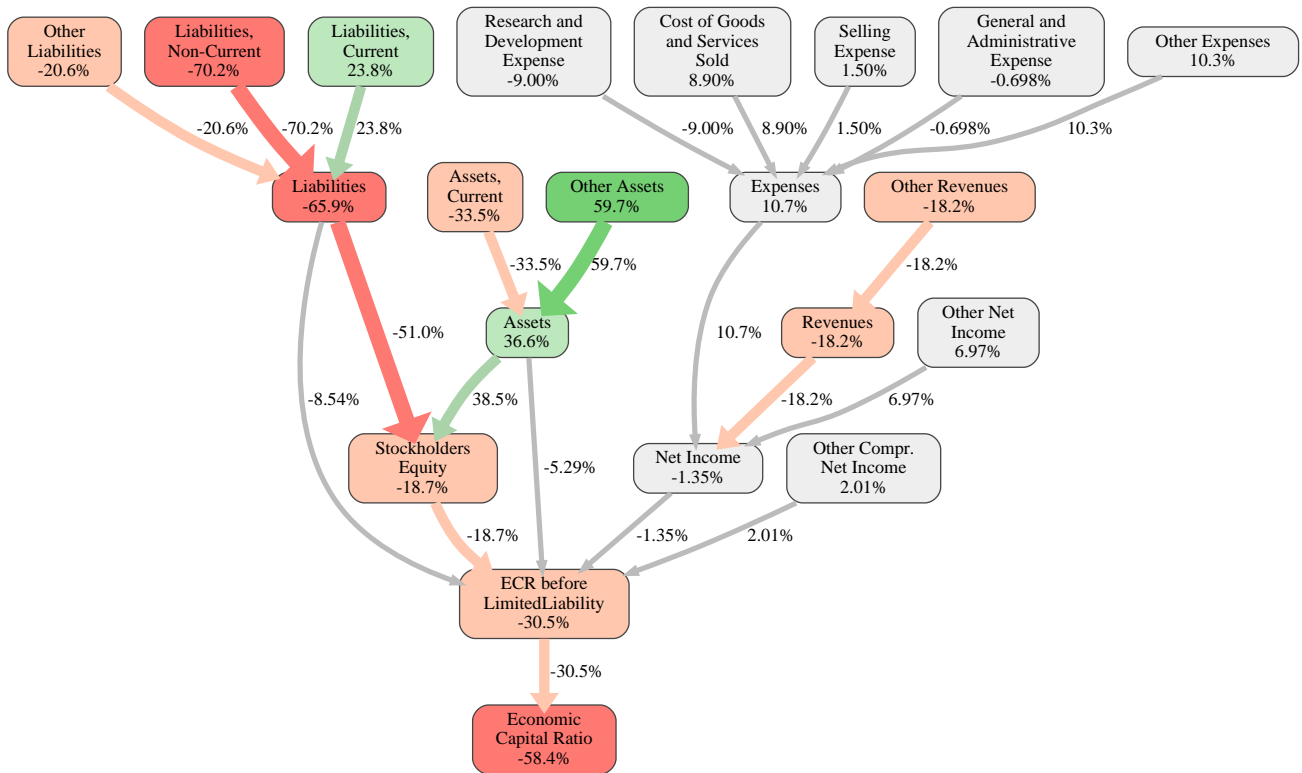 Other
Liabilities
-20.6%
Liabilities,
Non-Current
-70.2%
Liabilities,
Current
23.8%
Research and
Development
Expense
-9.00%
Cost of Goods
and Services
Sold
8.90%
Selling
Expense
1.50%
General and
Administrative
Expense
-0.698%
Other Expenses
10.3%
-20.6%
-70.2%
23.8%
-9.00%
8.90%
1.50%
-0.698%
10.3%
Liabilities
-65.9%
Assets,
Current
-33.5%
Other Assets
59.7%
Expenses
10.7%
Other Revenues
-18.2%
-33.5%
59.7%
-18.2%
Assets
36.6%
Revenues
-18.2%
Other Net
Income
6.97%
-51.0%
10.7%
-8.54%
38.5%
-18.2%
6.97%
Stockholders
Equity
-18.7%
-5.29%
Net Income
-1.35%
Other Compr.
Net Income
2.01%
-18.7%
-1.35%
2.01%
ECR before
LimitedLiability
-30.5%
-30.5%
Economic
Capital Ratio
-58.4%